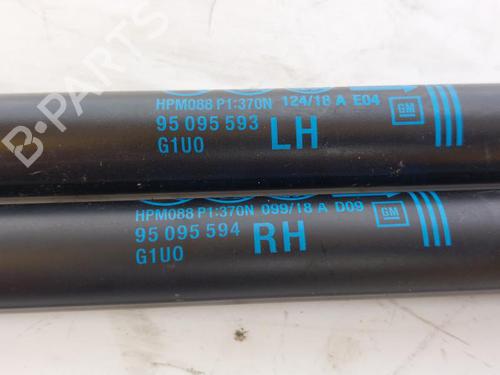 HPM088 P1:370N 124/18 A E04
95 095 593 LH GM
G1U0
HPM088 P1:370N 099/18 A D09
95 095 594 RH GM
G1U0